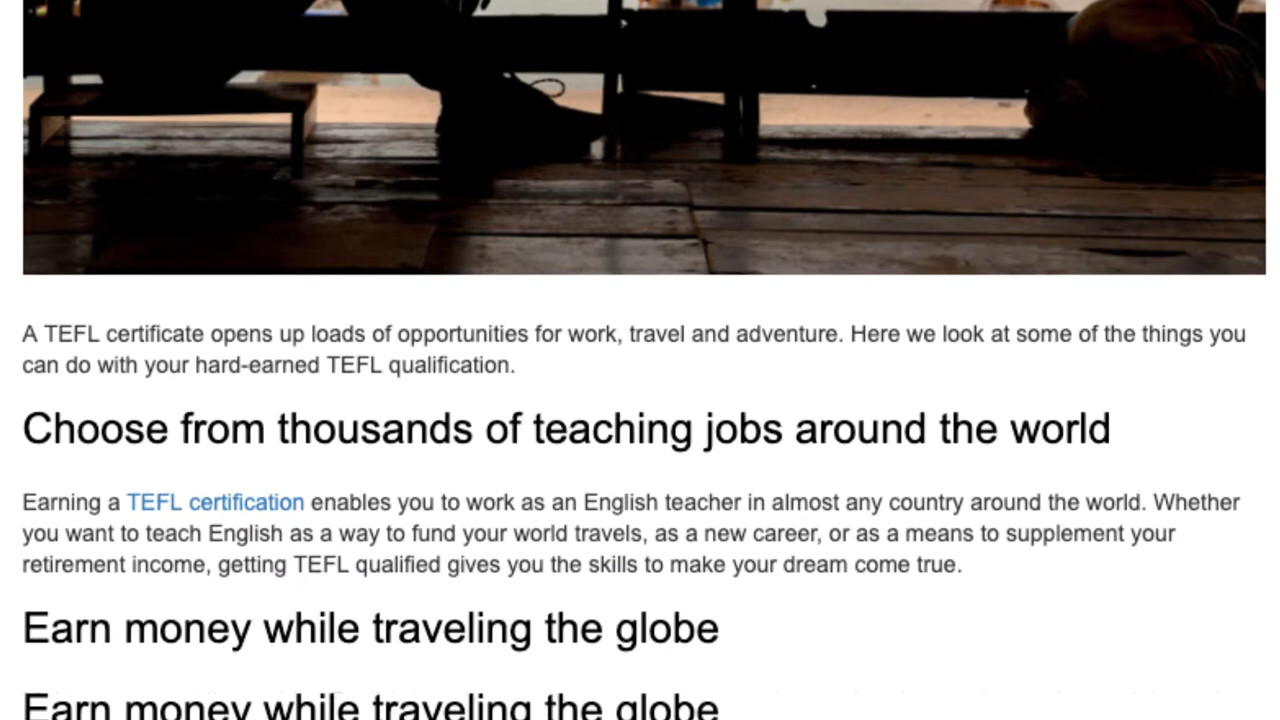 A TEFL certificate opens up loads of opportunities for work, travel and adventure. Here we look at some of the things you
can do with your hard-earned TEFL qualification.
Choose from thousands of teaching jobs around the world
Earning a TEFL certification enables you to work as an English teacher in almost any country around the world. Whether
you want to teach English as a way to fund your world travels, as a new career, or as a means to supplement your
retirement income, getting TEFL qualified gives you the skills to make your dream come true.
Earn money while traveling the globe
Earn money while traveling the globe